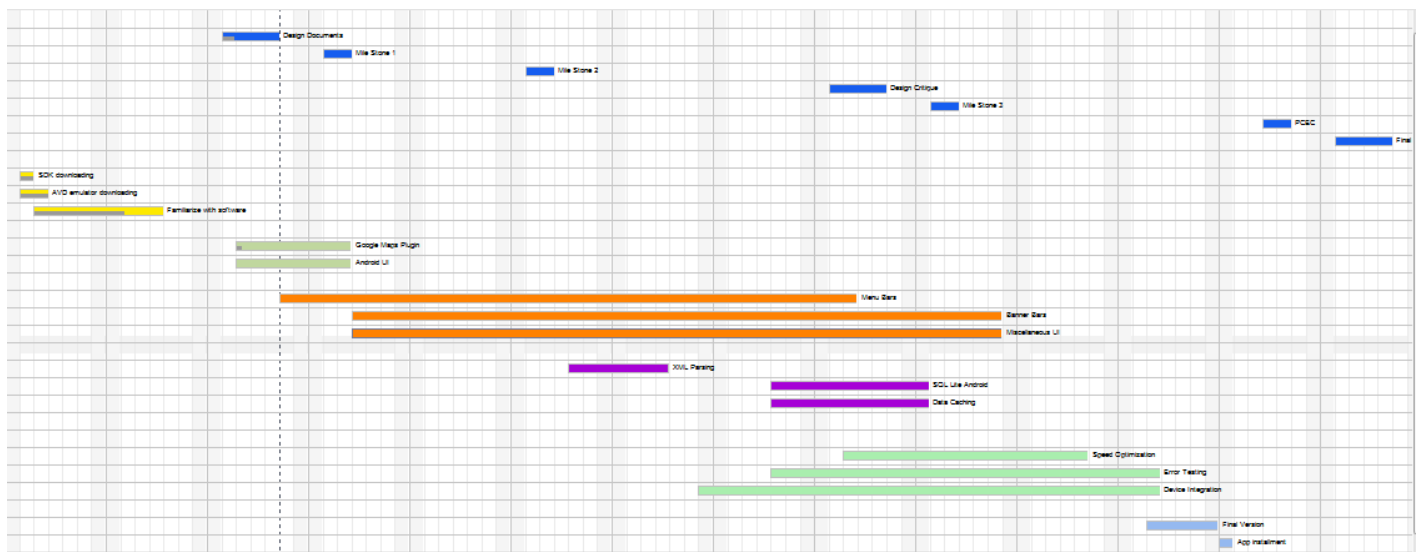 Design Documents
Mile Stone 1
Mile Stone 2
Design Critique
Mile Stone 3
Final
SDK downloading
AVD emulator downloading
Familiarize with software
Google Maps Plugin
Android UI
Menu Bars
Banner Bars
Miscellaneous UI
XML Parsing
SQL Lite Android
Data Caching
Speed Optimization
Error Testing
Device Integration
Final Version
App installment